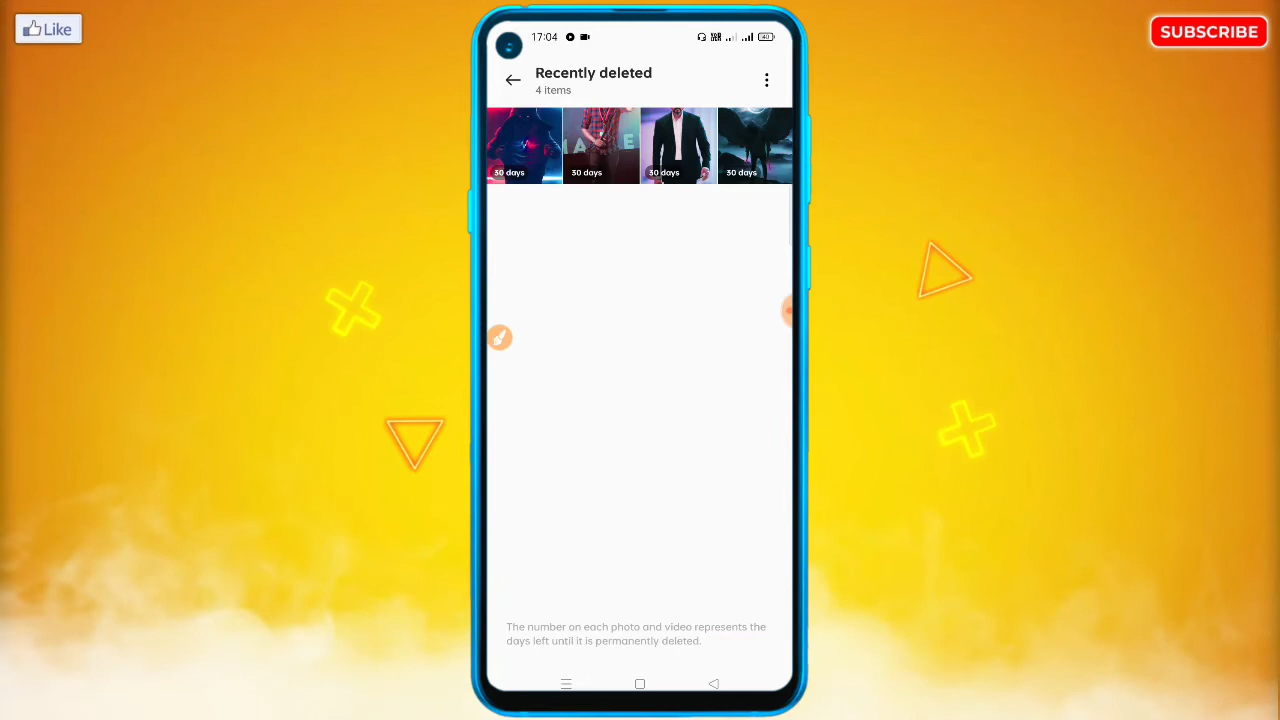 Like
SUBSCRIBE
17:04
40
Recently deleted
4 items
30 days
30 days
30 days
30 days
The number on each photo and video represents the
days left until it is permanently deleted.